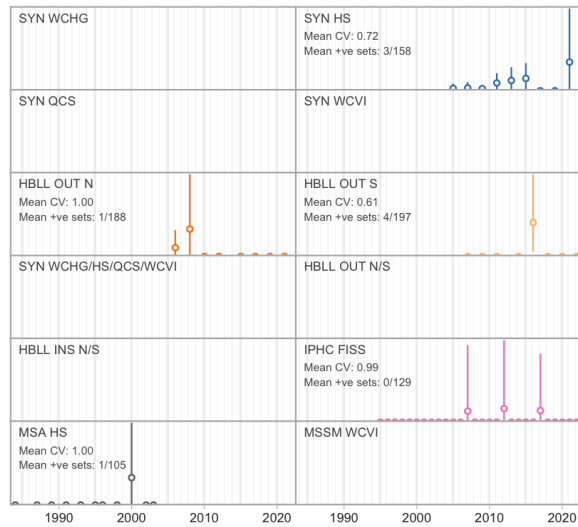 SYN WCHG
SYN HS
Mean CV: 0.72
Mean +ve sets: 3/158
SYN QCS
SYN WCVI
HBLL OUT N
Mean CV: 1.00
Mean +ve sets: 1/188
HBLL OUT S
Mean CV: 0.61
Mean +ve sets: 4/197
SYN WCHG/HS/QCS/WCVI
HBLL OUT N/S
HBLL INS N/S
IPHC FISS
Mean CV: 0.99
Mean +ve sets: 0/129
MSA HS
Mean CV: 1.00
Mean +ve sets: 1/105
MSSM WCVI
1990 2000 2010 2020 1990 2000 2010 2020